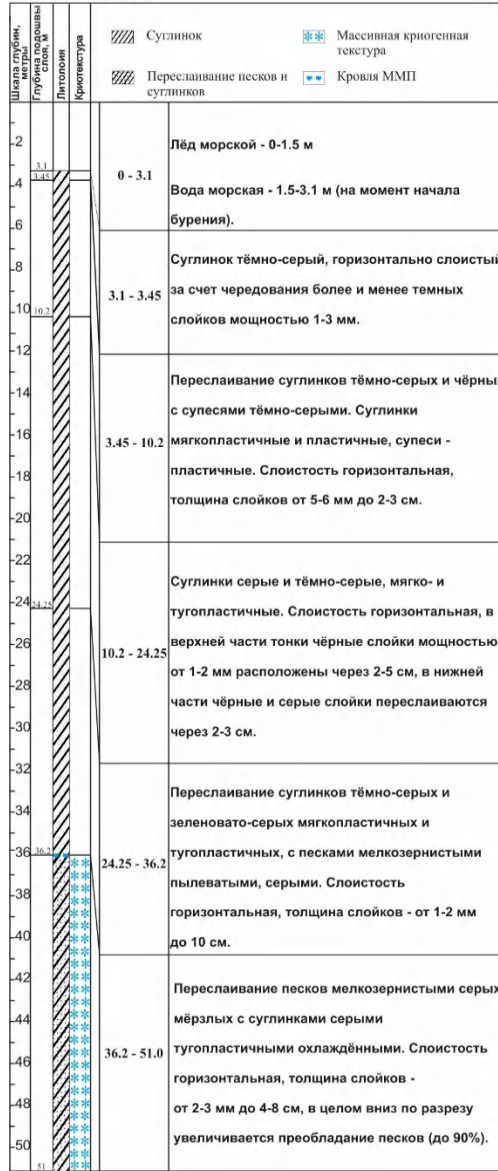 Шкала глубин, метры
Глубина подошвы слоя, м
Литолоия
Криотекстура
Суглинок
Массивная криогенная текстура
Переслаивание песков и суглинков
Кровля ММП
2
3.1
3.45
4
6
8
10
10.2
12
14
16
18
20
22
24
24.25
26
28
30
32
34
36
36.2
38
40
42
44
46
48
50
51
0 - 3.1
Лёд морской - 0-1.5 м
Вода морская - 1.5-3.1 м (на момент начала
бурения).
3.1 - 3.45
Суглинок тёмно-серый, горизонтально слоистый
за счет чередования более и менее темных
слойков мощностью 1-3 мм.
3.45 - 10.2
Переслаивание суглинков тёмно-серых и чёрных
с супесями тёмно-серыми. Суглинки
мягкопластичные и пластичные, супеси -
пластичные. Слоистость горизонтальная,
толщина слойков от 5-6 мм до 2-3 см.
10.2 - 24.25
Суглинки серые и тёмно-серые, мягко- и
тугопластичные. Слоистость горизонтальная, в
верхней части тонки чёрные слойки мощностью
от 1-2 мм расположены через 2-5 см, в нижней
части чёрные и серые слойки переслаиваются
через 2-3 см.
24.25 - 36.2
Переслаивание суглинков тёмно-серых и
зеленовато-серых мягкопластичных и
тугопластичных, с песками мелкозернистыми
пылеватыми, серыми. Слоистость
горизонтальная, толщина слойков - от 1-2 мм
до 10 см.
36.2 - 51.0
Переслаивание песков мелкозернистыми серых
мёрзлых с суглинками серыми
тугопластичными охлаждёнными. Слоистость
горизонтальная, толщина слойков -
от 2-3 мм до 4-8 см, в целом вниз по разрезу
увеличивается преобладание песков (до 90%).